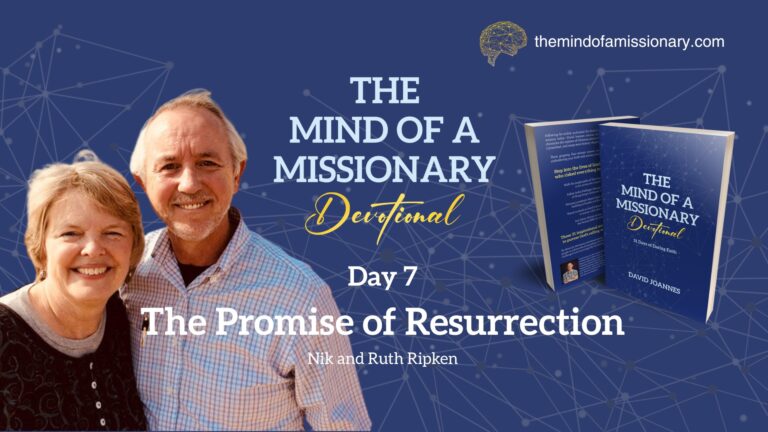 themindofamissionary.com
THE
MIND OF A
MISSIONARY
Devotional
Day 7
The Promise of Resurrection
Nik and Ruth Ripken
THE
MIND OF A
MISSIONARY
Devotional
DAVID JOANNES